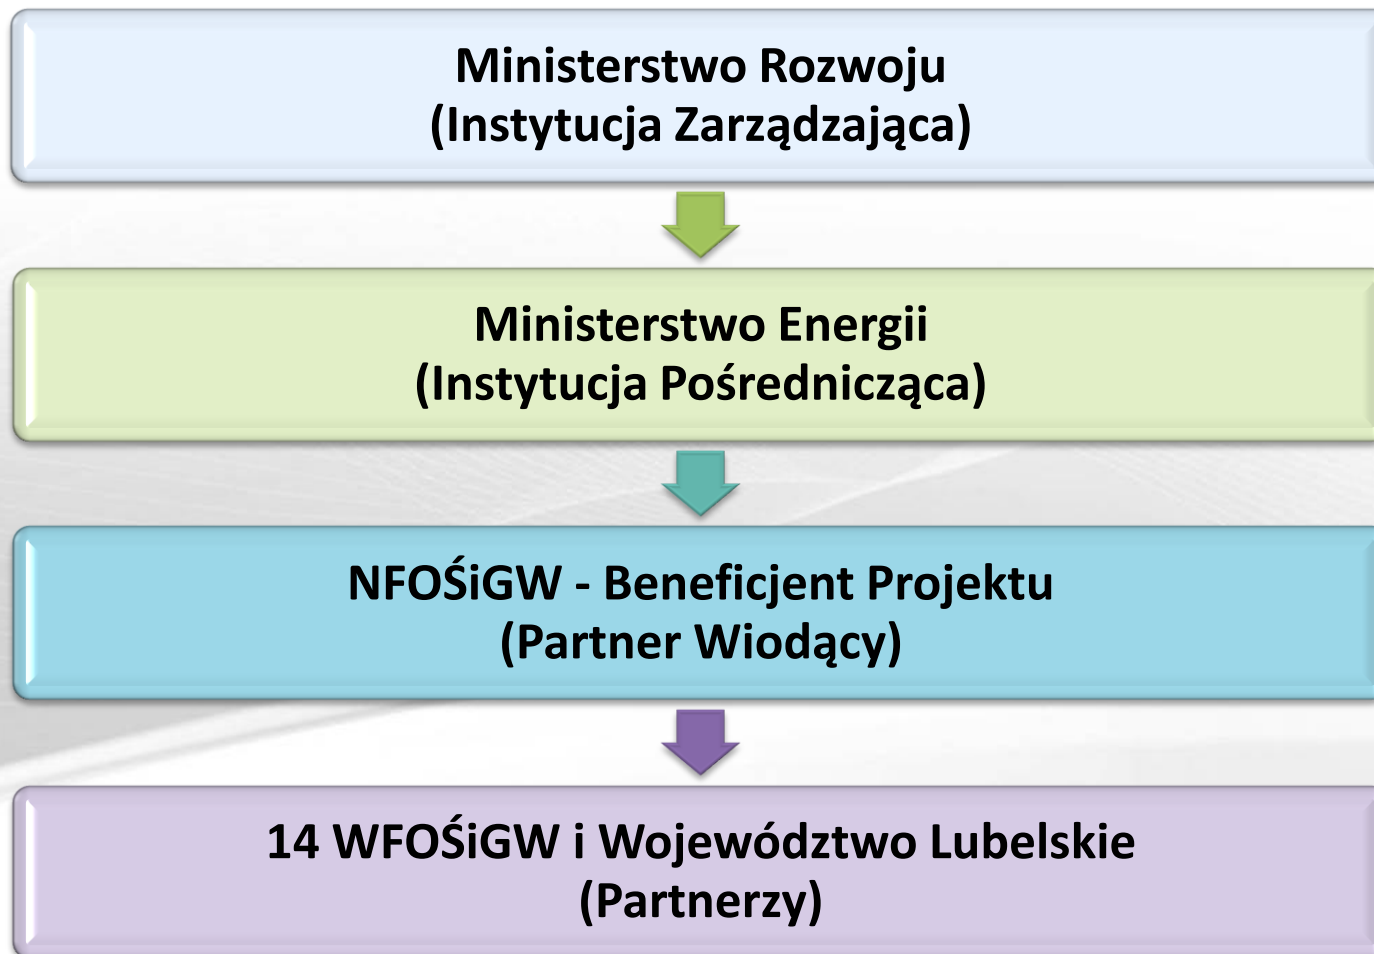 Ministerstwo Rozwoju
(Instytucja Zarządzająca)
Ministerstwo Energii
(Instytucja Pośrednicząca)
NFOŚiGW - Beneficjent Projektu
(Partner Wiodący)
14 WFOŚiGW i Województwo Lubelskie
(Partnerzy)